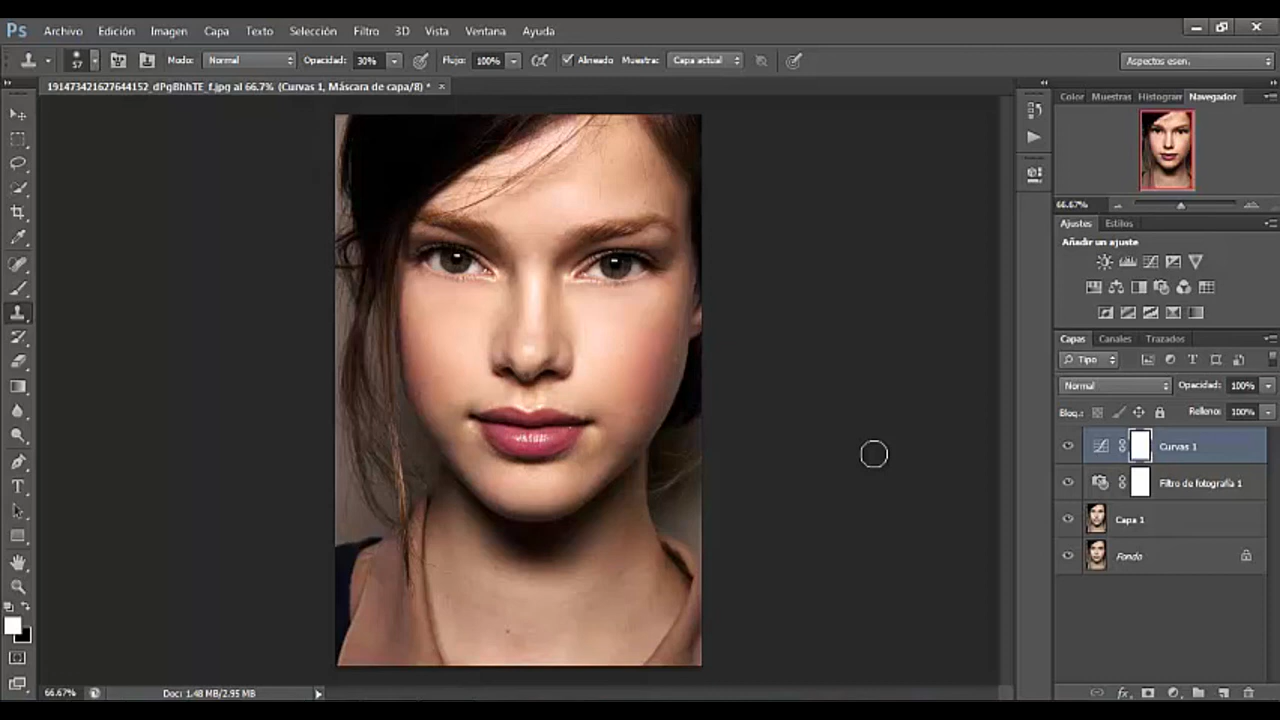 Ps Archivo Edición Imagen Capa Texto Selección Filtro 3D Vista Ventana Ayuda
57 Modo: Normal Opacidad: 30% Flujo: 100% Alineado Muestra: Capa actual Aspectos esen.
191473421627644152_dPgBhhTE_f.jpg al 66.7% (Curvas 1, Máscara de capa/8) * ×
Color Muestras Histogram Navegador
66.67%
Ajustes Estilos
Añadir un ajuste
Capas Canales Trazados
Tipo
Normal Opacidad: 100%
Bloq.: Relleno: 100%
Curvas 1
Filtro de fotografía 1
Capa 1
Fondo
66.67% Doc: 1.48 MB/2.95 MB